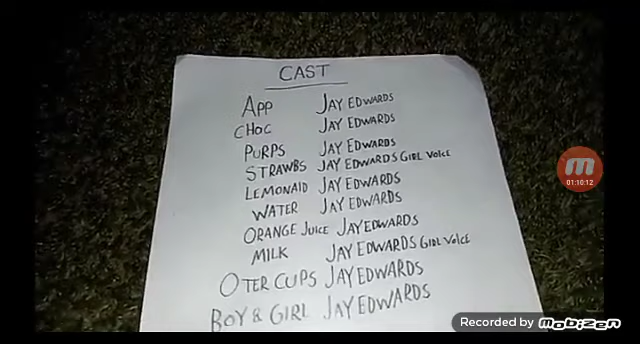 CAST
APP JAY EDWARDS
CHOC JAY EDWARDS
PURPS JAY EDWARDS
STRAWBS JAY EDWARDS GIRL VOICE
LEMONAID JAY EDWARDS
WATER JAY EDWARDS
ORANGE JUICE JAY EDWARDS
MILK JAY EDWARDS GIRL VOICE
OTER CUPS JAY EDWARDS
BOY & GIRL JAY EDWARDS
01:10:12
Recorded by mobizen